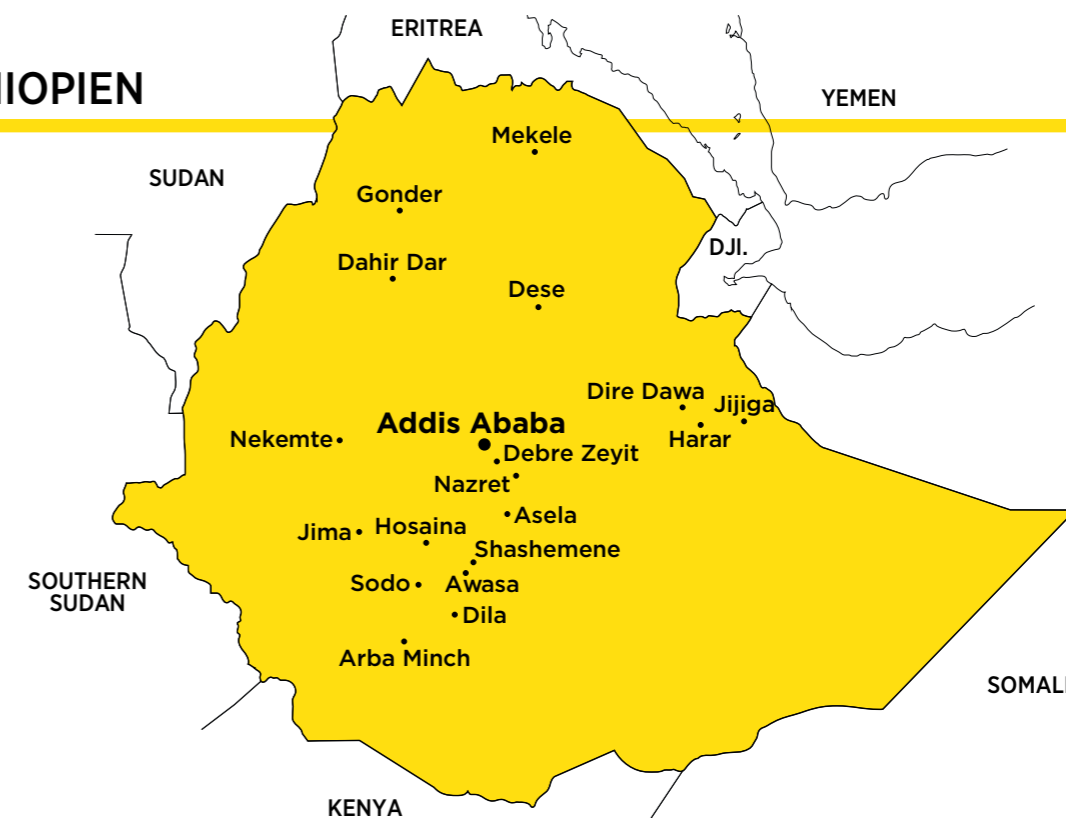 ERITREA
HIOPIEN
YEMEN
Mekele
SUDAN
Gonder
DJI.
Dahir Dar
Dese
Dire Dawa
Jijiga
Addis Ababa
Harar
Nekemte
Debre Zeyit
Nazret
Asela
Hosaina
Jima
Shashemene
SOUTHERN
SUDAN
Sodo
Awasa
Dila
Arba Minch
SOMALI
KENYA